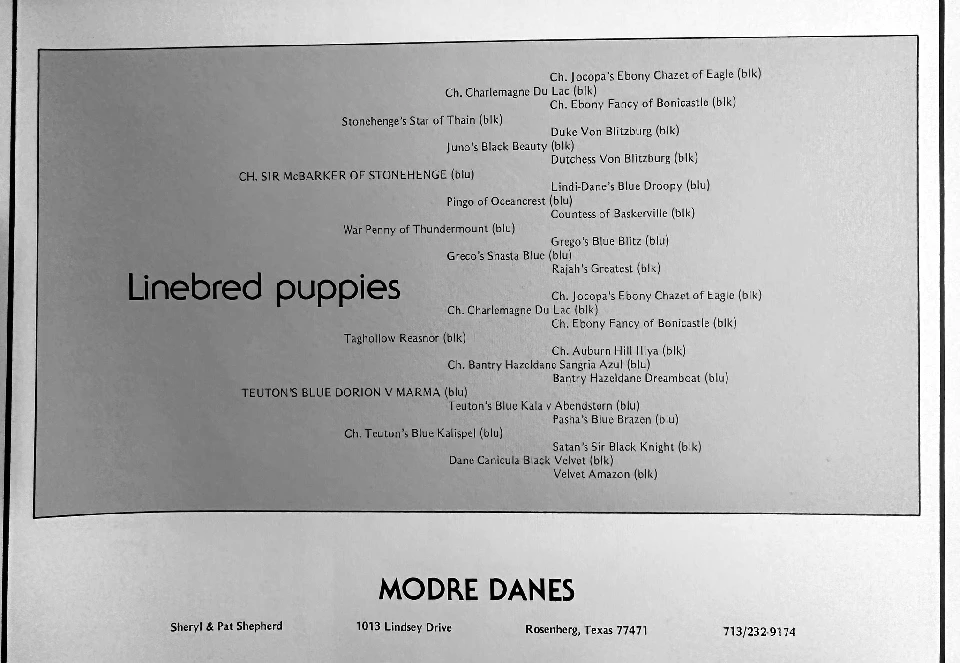 Ch. Jocopa's Ebony Chazet of Eagle (blk)
Ch. Charlemagne Du Lac (blk)
Ch. Ebony Fancy of Bonicastle (blk)
Stonehenge's Star of Thain (blk)
Duke Von Blitzburg (blk)
Juno's Black Beauty (blk)
Dutchess Von Blitzburg (blk)
CH. SIR McBARKER OF STONEHENGE (blu)
Lindi-Dane's Blue Droopy (blu)
Pingo of Oceancrest (blu)
Countess of Baskerville (blk)
War Penny of Thundermount (blu)
Grego's Blue Blitz (blu)
Greco's Shasta Blue (blu)
Rajah's Greatest (blk)
Linebred puppies
Ch. Jocopa's Ebony Chazet of Eagle (blk)
Ch. Charlemagne Du Lac (blk)
Ch. Ebony Fancy of Bonicastle (blk)
Taghollow Reasnor (blk)
Ch. Auburn Hill Illya (blk)
Ch. Bantry Hazeldane Sangria Azul (blu)
Bantry Hazeldane Dreamboat (blu)
TEUTON'S BLUE DORION V MARMA (blu)
Teuton's Blue Kala v Abendstern (blu)
Pasha's Blue Brazen (blu)
Ch. Teuton's Blue Kalispel (blu)
Satan's Sir Black Knight (blk)
Dane Canicula Black Velvet (blk)
Velvet Amazon (blk)
MODRE DANES
Sheryl & Pat Shepherd 1013 Lindsey Drive Rosenberg, Texas 77471 713/232-9174